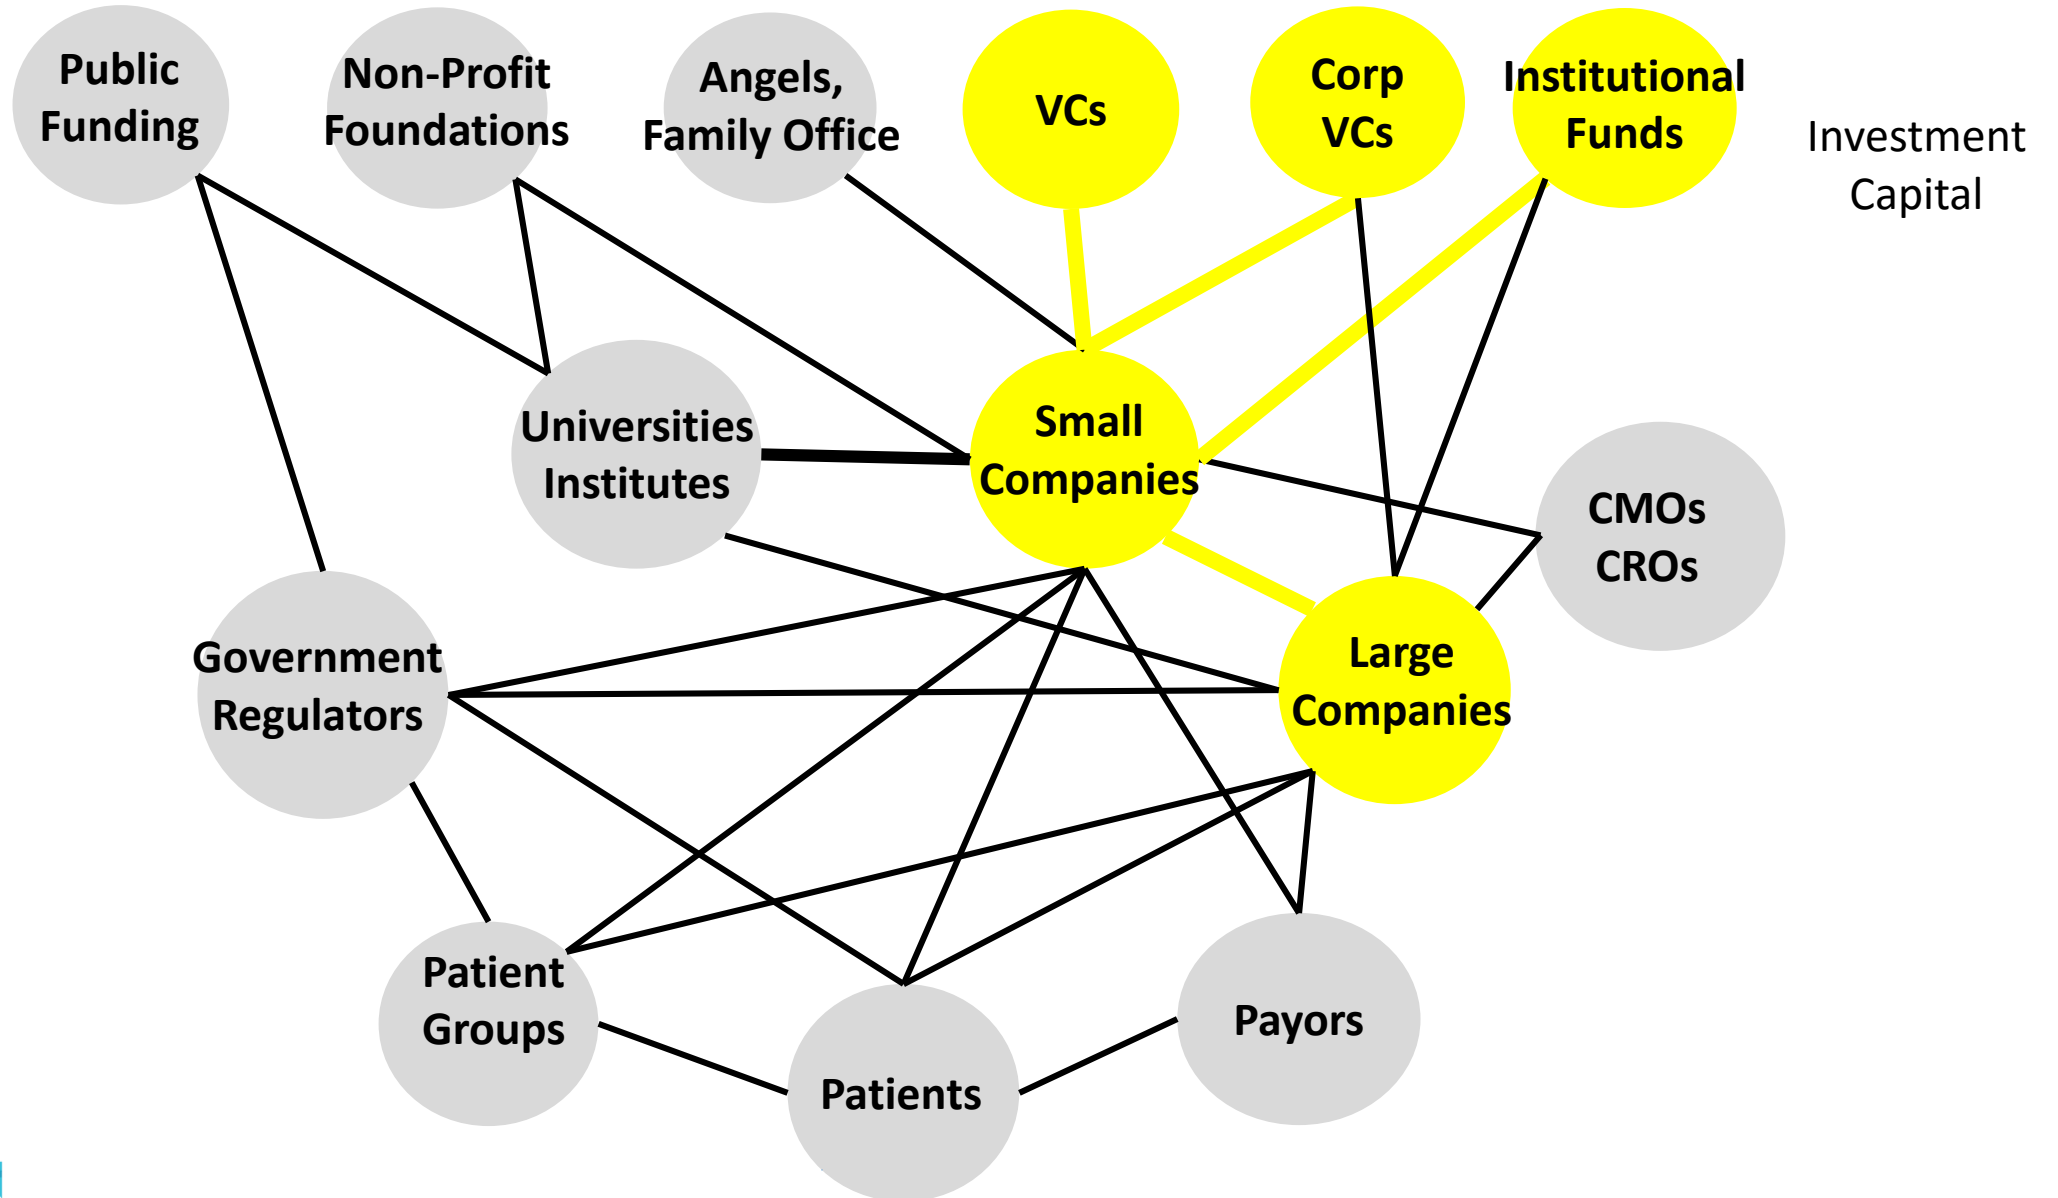 Public
Funding
Non-Profit
Foundations
Angels,
Family Office
VCs
Corp
VCs
Institutional
Funds
Investment
Capital
Universities
Institutes
Small
Companies
CMOs
CROs
Government
Regulators
Large
Companies
Patient
Groups
Patients
Payors